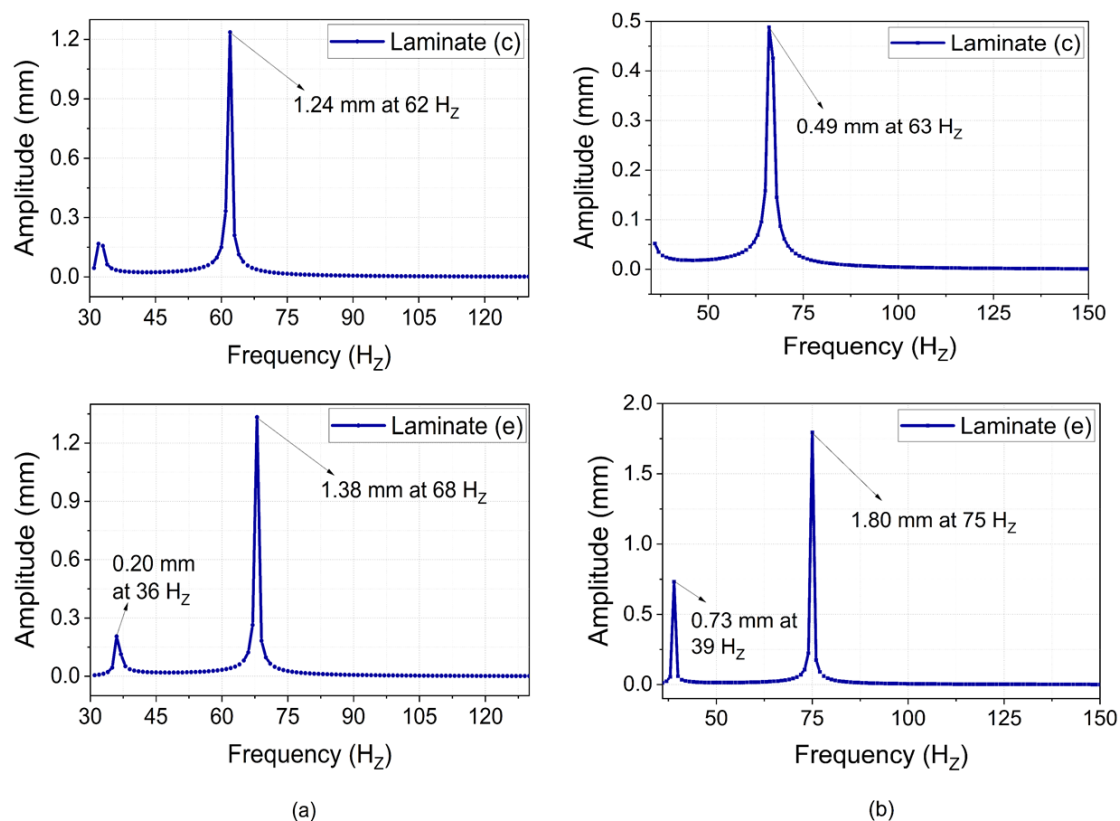 Laminate (c)
1.24 mm at 62 HZ
Amplitude (mm)
1.2
0.9
0.6
0.3
0.0
30 45 60 75 90 105 120
Frequency (HZ)
Laminate (c)
0.49 mm at 63 HZ
Amplitude (mm)
0.5
0.4
0.3
0.2
0.1
0.0
50 75 100 125 150
Frequency (HZ)
Laminate (e)
1.38 mm at 68 HZ
0.20 mm
at 36 HZ
Amplitude (mm)
1.2
0.9
0.6
0.3
0.0
30 45 60 75 90 105 120
Frequency (HZ)
Laminate (e)
1.80 mm at 75 HZ
0.73 mm at
39 HZ
Amplitude (mm)
2.0
1.5
1.0
0.5
0.0
50 75 100 125 150
Frequency (HZ)
(a)
(b)